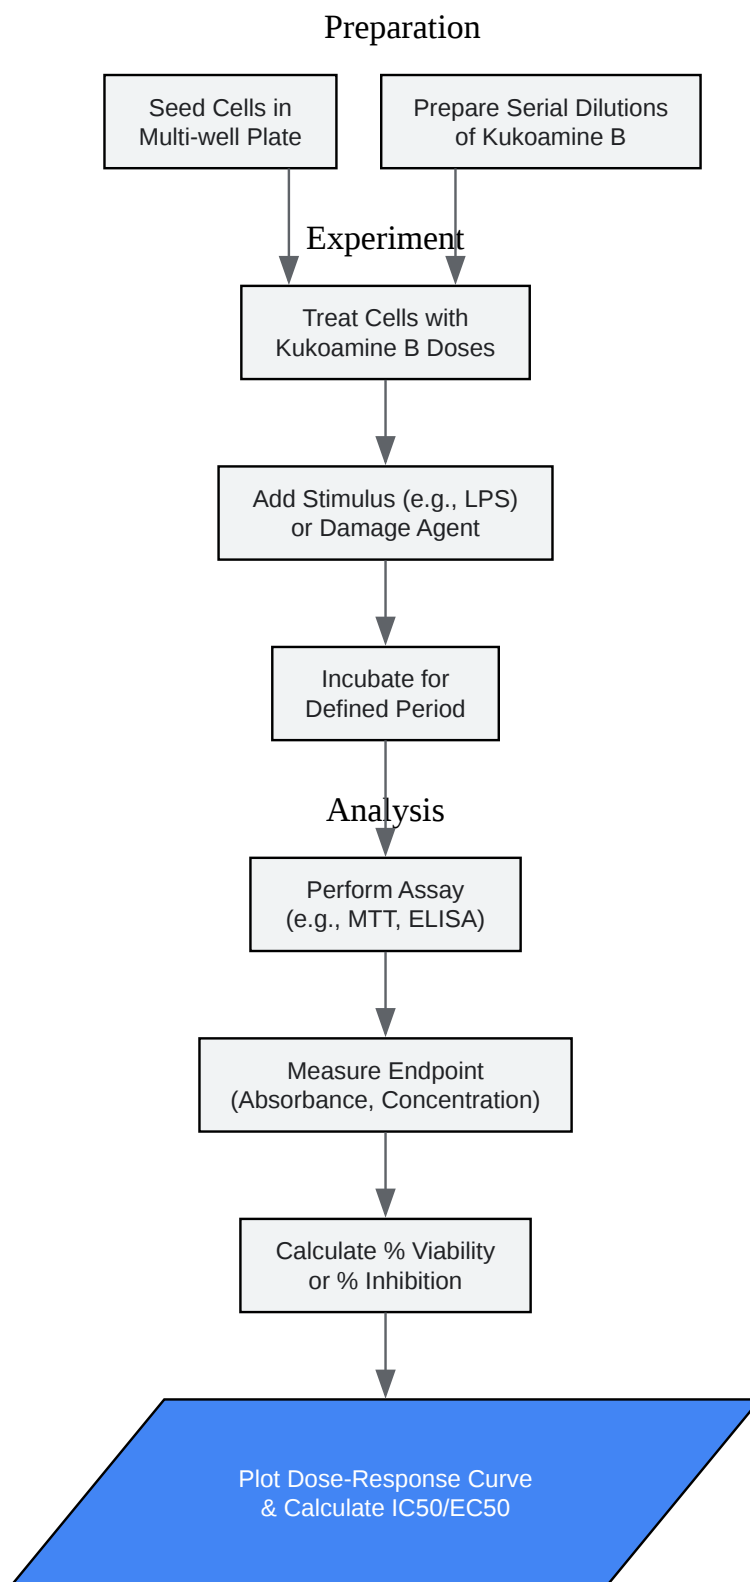 Preparation
Seed Cells in
Multi-well Plate
Prepare Serial Dilutions
of Kukoamine B
Experiment
Treat Cells with
Kukoamine B Doses
Add Stimulus (e.g., LPS)
or Damage Agent
Incubate for
Defined Period
Analysis
Perform Assay
(e.g., MTT, ELISA)
Measure Endpoint
(Absorbance, Concentration)
Calculate % Viability
or % Inhibition
Plot Dose-Response Curve
& Calculate IC50/EC50